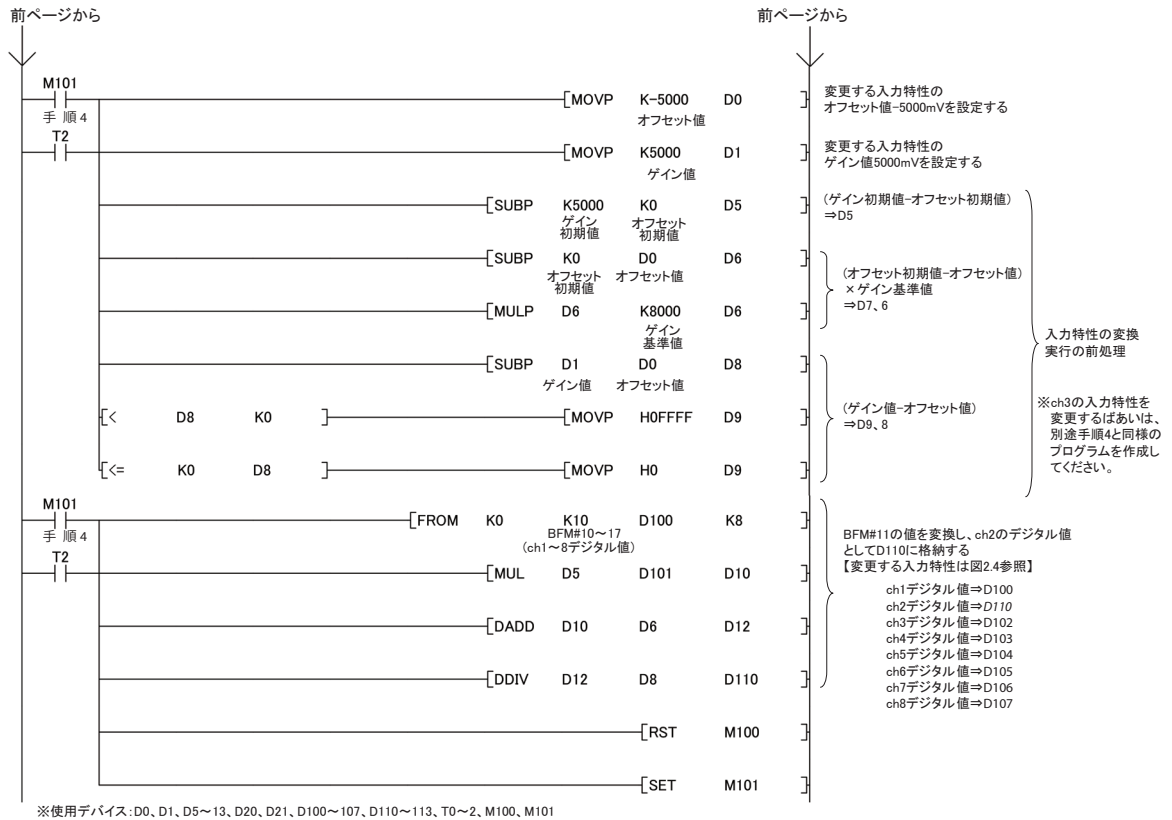 前ページから
前ページから
M101
手 順4
T2
MOVP K-5000 D0
オフセット値
変更する入力特性の
オフセット値-5000mVを設定する
MOVP K5000 D1
ゲイン値
変更する入力特性の
ゲイン値5000mVを設定する
SUBP K5000 K0 D5
ゲイン
初期値
オフセット
初期値
(ゲイン初期値-オフセット初期値)
⇒D5
SUBP K0 D0 D6
オフセット
初期値
オフセット値
MULP D6 K8000 D6
ゲイン
基準値
(オフセット初期値-オフセット値)
×ゲイン基準値
⇒D7、6
SUBP D1 D0 D8
ゲイン値 オフセット値
< D8 K0 MOVP H0FFFF D9
<= K0 D8 MOVP H0 D9
(ゲイン値-オフセット値)
⇒D9、8
入力特性の変換
実行の前処理
※ch3の入力特性を
変更するばあいは、
別途手順4と同様の
プログラムを作成し
てください。
M101
手 順4
T2
FROM K0 K10 D100 K8
BFM#10～17
(ch1～8デジタル値)
MUL D5 D101 D10
DADD D10 D6 D12
DDIV D12 D8 D110
RST M100
SET M101
BFM#11の値を変換し、ch2のデジタル値
としてD110に格納する
【変更する入力特性は図2.4参照】
ch1デジタル値⇒D100
ch2デジタル値⇒D110
ch3デジタル値⇒D102
ch4デジタル値⇒D103
ch5デジタル値⇒D104
ch6デジタル値⇒D105
ch7デジタル値⇒D106
ch8デジタル値⇒D107
※使用デバイス:D0、D1、D5～13、D20、D21、D100～107、D110～113、T0～2、M100、M101